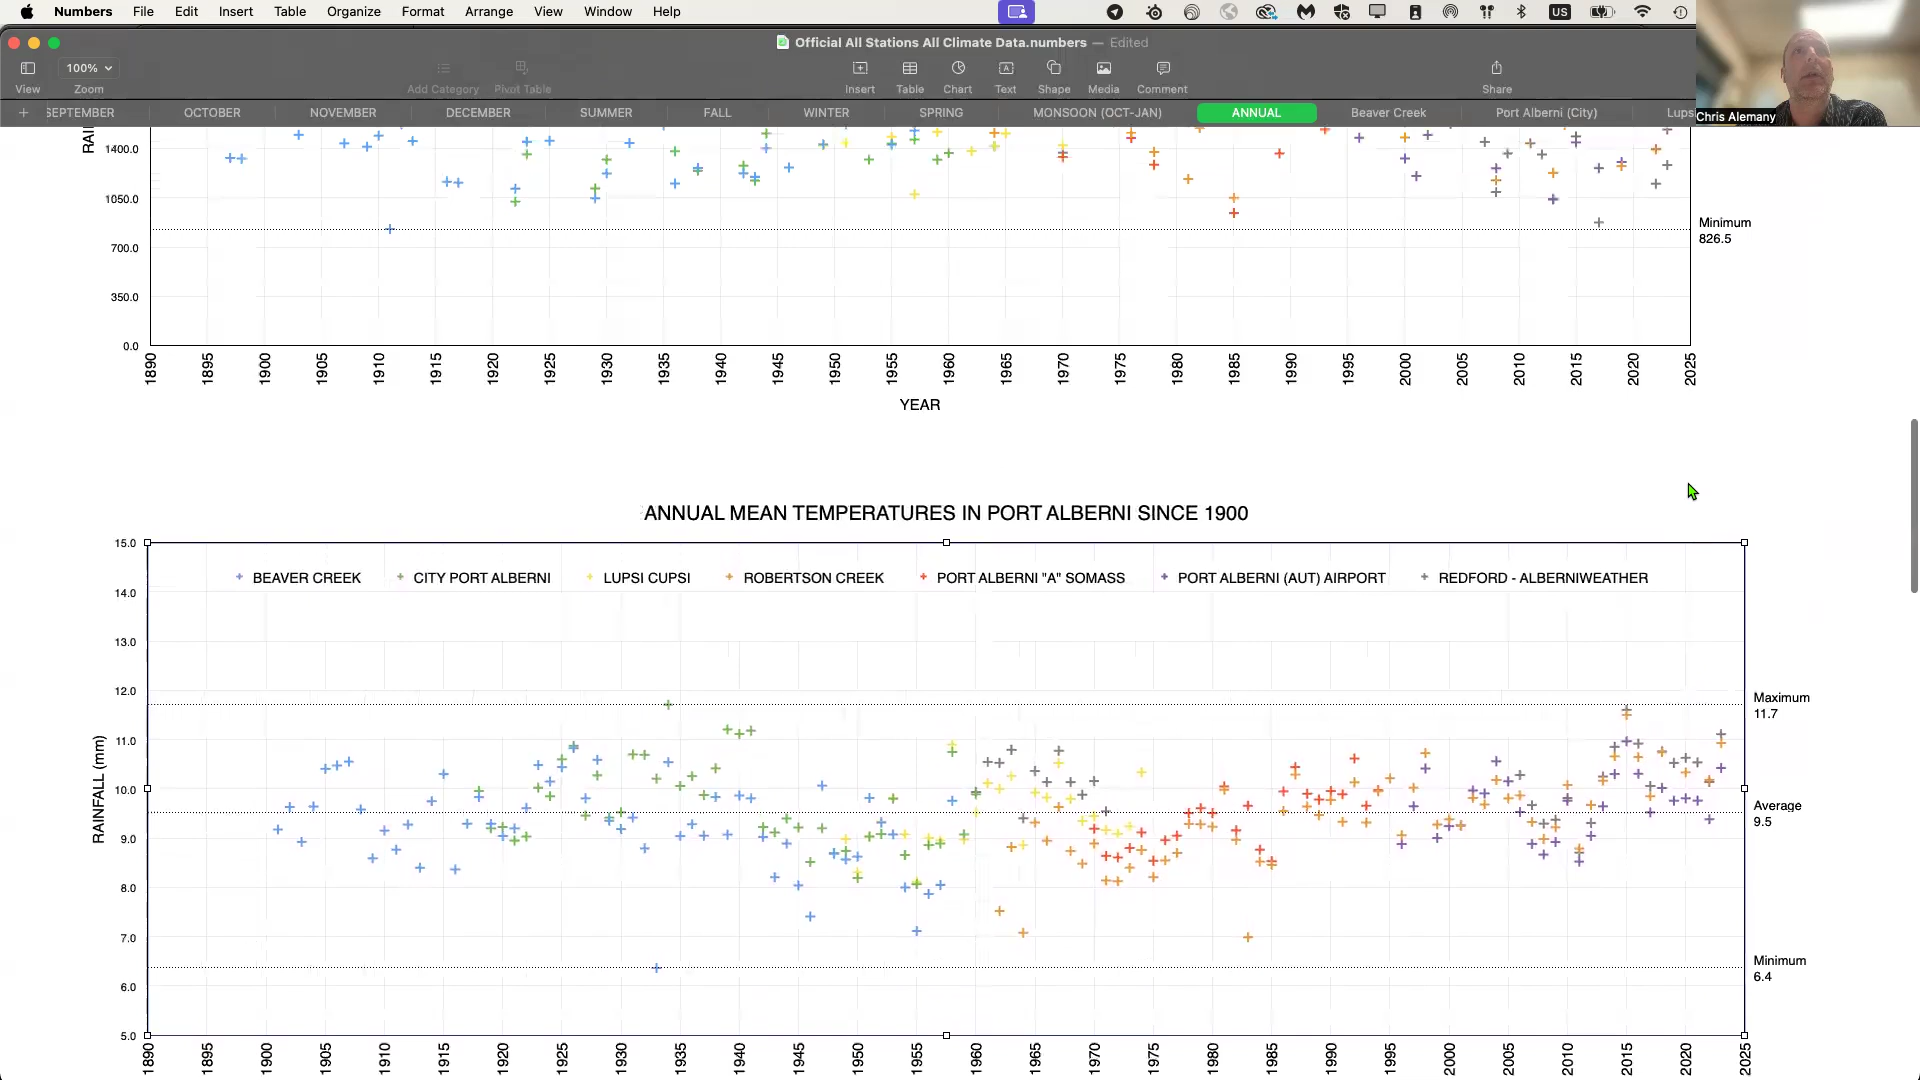 Numbers File Edit Insert Table Organize Format Arrange View Window Help US
Official All Stations All Climate Data.numbers — Edited
100%
View Zoom Add Category Pivot Table Insert Table Chart Text Shape Media Comment Share
SEPTEMBER OCTOBER NOVEMBER DECEMBER SUMMER FALL WINTER SPRING MONSOON (OCT-JAN) ANNUAL Beaver Creek Port Alberni (City) Lups
Chris Alemany
RAI
1400.0
1050.0
700.0
350.0
0.0
Minimum
826.5
1890 1895 1900 1905 1910 1915 1920 1925 1930 1935 1940 1945 1950 1955 1960 1965 1970 1975 1980 1985 1990 1995 2000 2005 2010 2015 2020 2025
YEAR
ANNUAL MEAN TEMPERATURES IN PORT ALBERNI SINCE 1900
BEAVER CREEK CITY PORT ALBERNI LUPSI CUPSI ROBERTSON CREEK PORT ALBERNI "A" SOMASS PORT ALBERNI (AUT) AIRPORT REDFORD - ALBERNIWEATHER
RAINFALL (mm)
15.0
14.0
13.0
12.0
11.0
10.0
9.0
8.0
7.0
6.0
5.0
Maximum
11.7
Average
9.5
Minimum
6.4
1890 1895 1900 1905 1910 1915 1920 1925 1930 1935 1940 1945 1950 1955 1960 1965 1970 1975 1980 1985 1990 1995 2000 2005 2010 2015 2020 2025